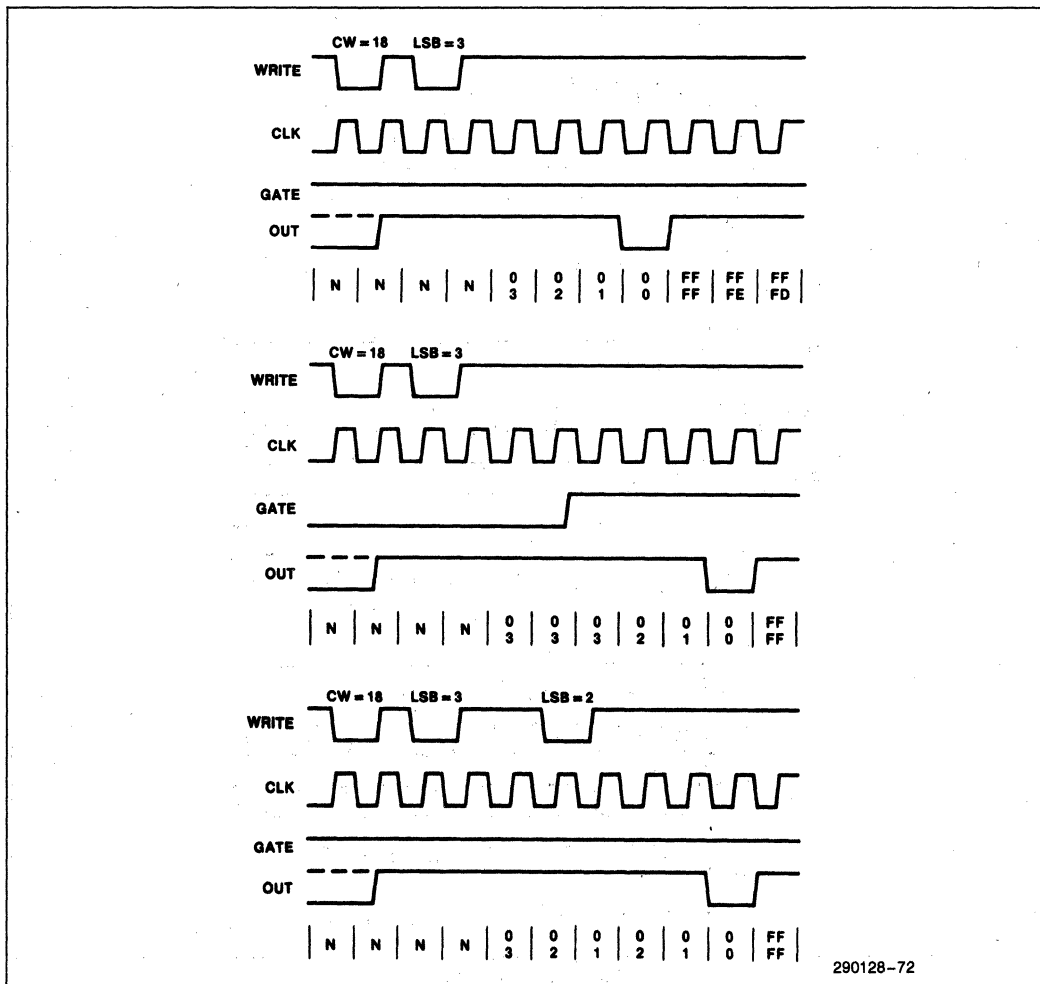 CW = 18 LSB = 3
WRITE
CLK
GATE
OUT
N N N N 0 0 0 0 FF FF FF
3 2 1 0 FF FE FD
CW = 18 LSB = 3
WRITE
CLK
GATE
OUT
N N N N 0 0 0 0 0 0 FF
3 3 3 2 1 0 FF
CW = 18 LSB = 3 LSB = 2
WRITE
CLK
GATE
OUT
N N N N 0 0 0 0 0 0 FF
3 2 1 2 1 0 FF
290128-72